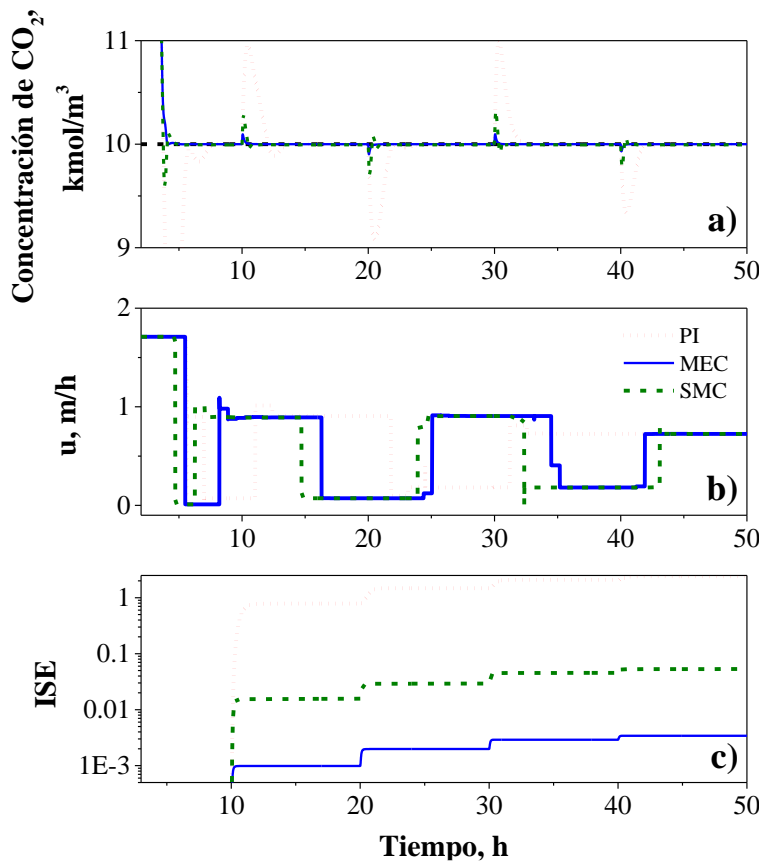 Concentración de CO₂,
kmol/m³
11
10
9
a)
10 20 30 40 50
u, m/h
2
1
0
PI
MEC
SMC
b)
10 20 30 40 50
ISE
1
0.1
0.01
1E-3
c)
10 20 30 40 50
Tiempo, h